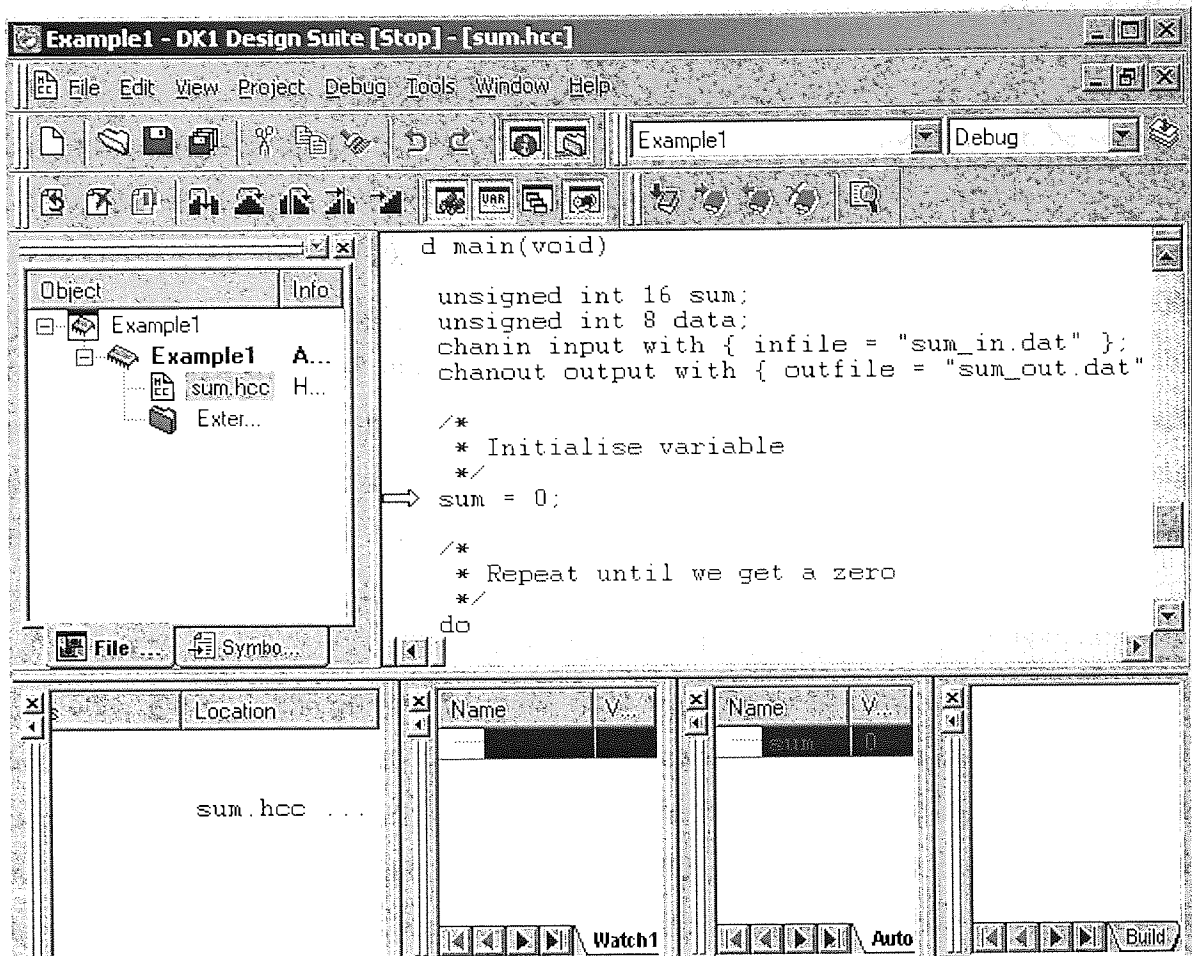 Example1 - DK1 Design Suite [Stop] - [sum.hcc]
File Edit View Project Debug Tools Window Help
Example1 Debug
VAR
Object Info
Example1
Example1 A...
sum.hcc H...
Exter...
File ... Symbo...
d main(void)
unsigned int 16 sum;
unsigned int 8 data;
chanin input with { infile = "sum_in.dat" };
chanout output with { outfile = "sum_out.dat"
/*
* Initialise variable
*/
sum = 0;
/*
* Repeat until we get a zero
*/
do
s Location
sum.hcc ...
Name V...
Watch1
Name V...
sum 0
Auto
Build